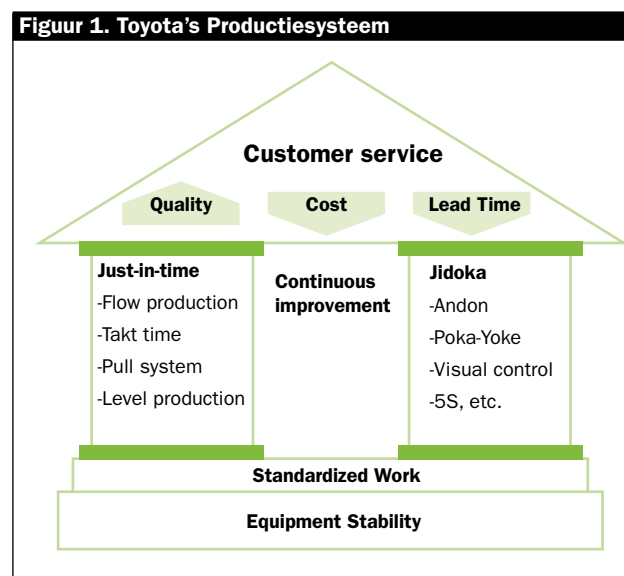 Figuur 1. Toyota’s Productiesysteem
Customer service
Quality
Cost
Lead Time
Just-in-time
-Flow production
-Takt time
-Pull system
-Level production
Continuous
improvement
Jidoka
-Andon
-Poka-Yoke
-Visual control
-5S, etc.
Standardized Work
Equipment Stability